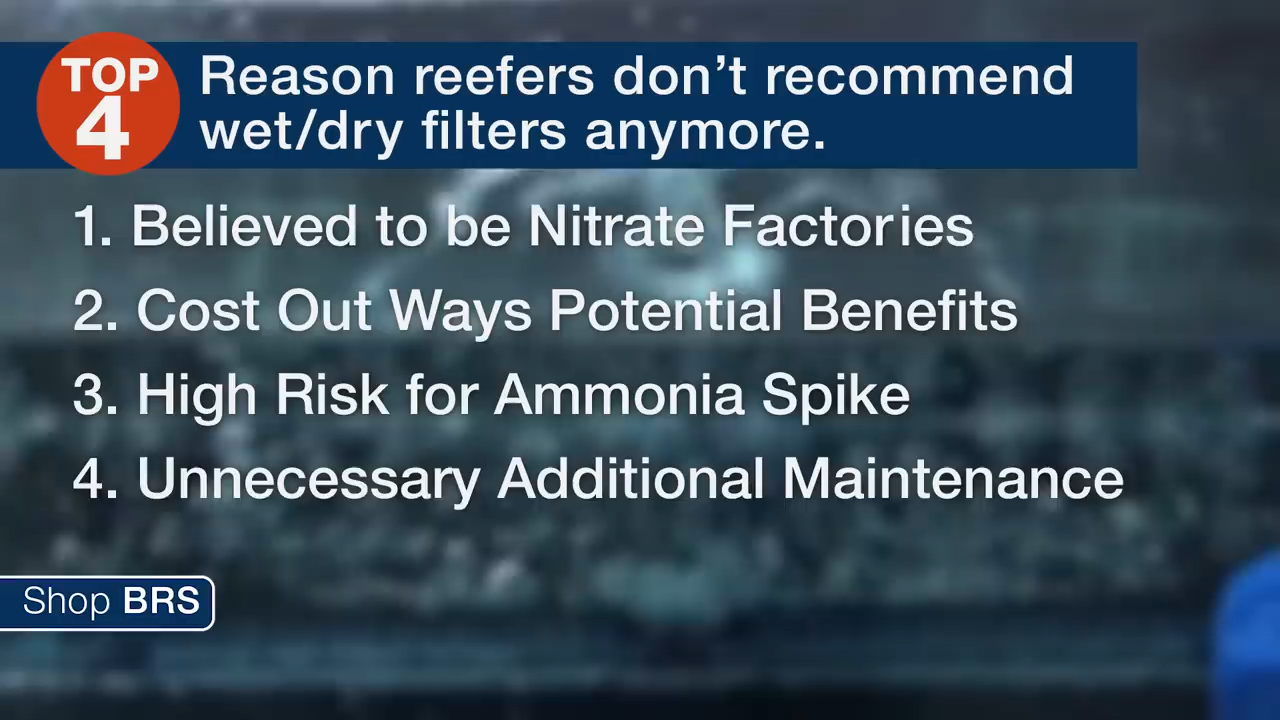 TOP
4
Reason reefers don't recommend
wet/dry filters anymore.
1. Believed to be Nitrate Factories
2. Cost Out Ways Potential Benefits
3. High Risk for Ammonia Spike
4. Unnecessary Additional Maintenance
Shop BRS